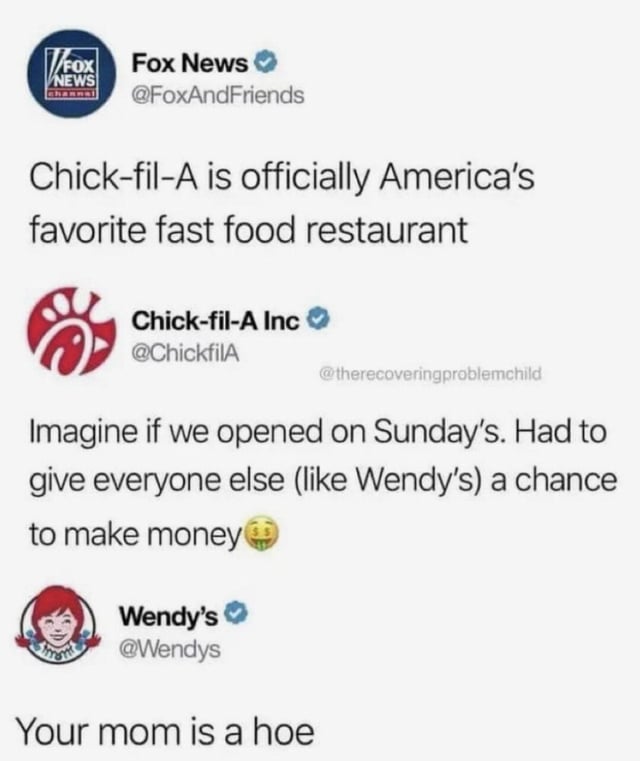 FOX
NEWS
channel
Fox News
@FoxAndFriends
Chick-fil-A is officially America's
favorite fast food restaurant
Chick-fil-A Inc
@ChickfilA
@therecoveringproblemchild
Imagine if we opened on Sunday's. Had to
give everyone else (like Wendy's) a chance
to make money🤑
Wendy's
@Wendys
Your mom is a hoe